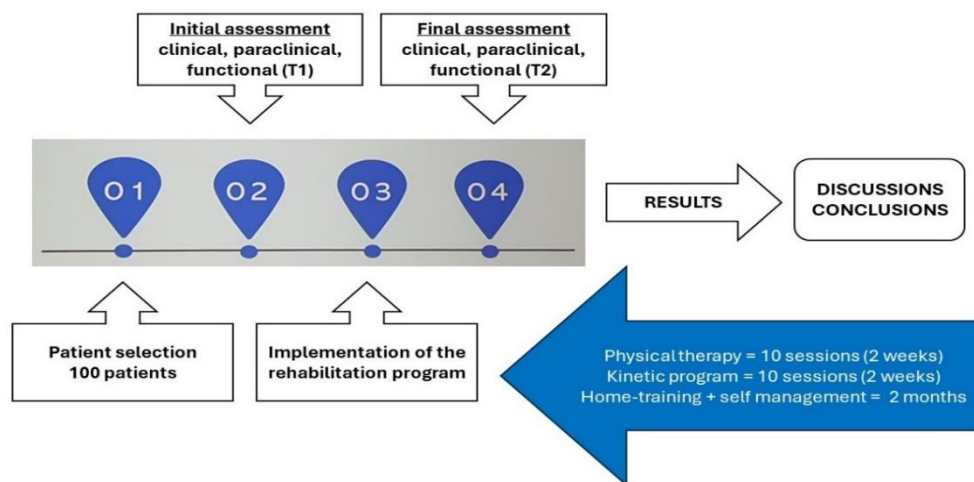 Initial assessment
clinical, paraclinical,
functional (T1)
Final assessment
clinical, paraclinical,
functional (T2)
01
02
03
04
RESULTS
DISCUSSIONS
CONCLUSIONS
Patient selection
100 patients
Implementation of the
rehabilitation program
Physical therapy = 10 sessions (2 weeks)
Kinetic program = 10 sessions (2 weeks)
Home-training + self management = 2 months